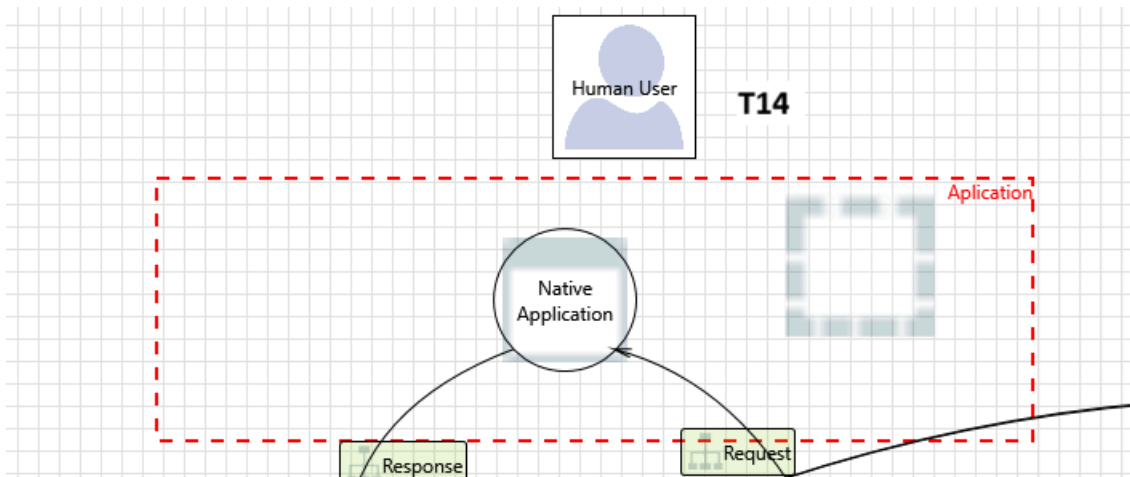 Human User
T14
Aplication
Native
Application
Request
Response